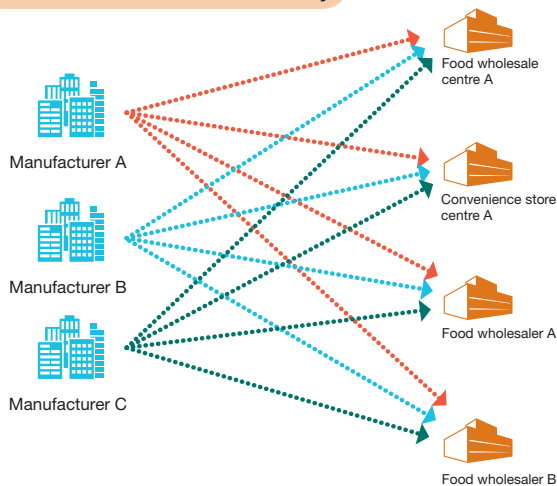 Manufacturer A
Manufacturer B
Manufacturer C
Food wholesale
centre A
Convenience store
centre A
Food wholesaler A
Food wholesaler B